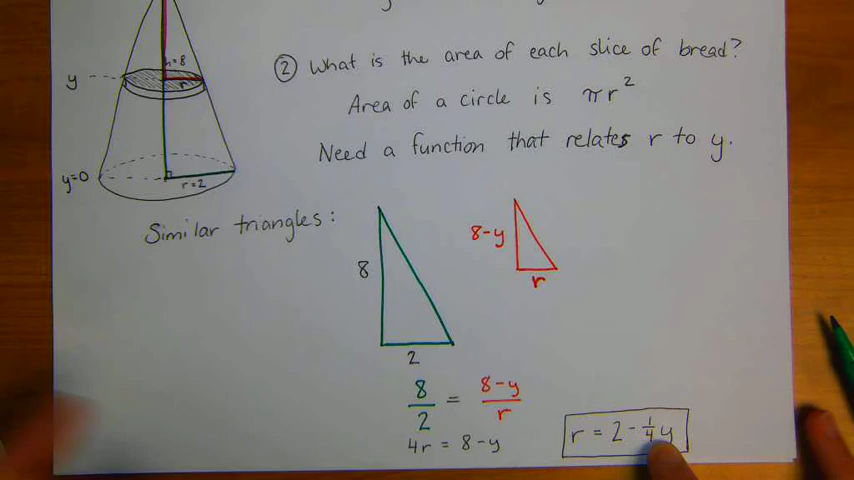 ② What is the area of each slice of bread?
Area of a circle is πr²
Need a function that relates r to y.
h=8
y
r
y=0
r=2
Similar triangles:
8
2
8-y
r
8/2 = 8-y/r
4r = 8-y
r = 2 - 1/4 y